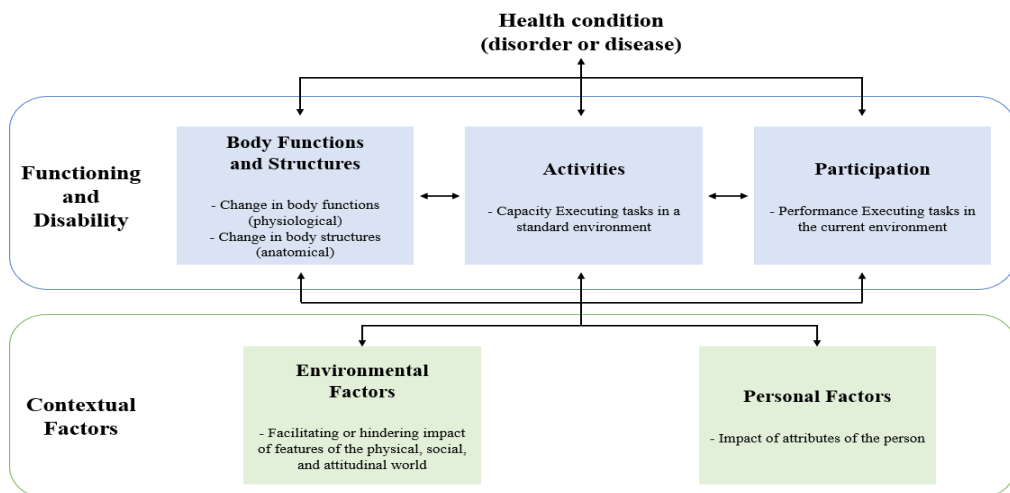 Health condition
(disorder or disease)
Functioning
and
Disability
Body Functions
and Structures
- Change in body functions
(physiological)
- Change in body structures
(anatomical)
Activities
- Capacity Executing tasks in a
standard environment
Participation
- Performance Executing tasks in
the current environment
Contextual
Factors
Environmental
Factors
- Facilitating or hindering impact
of features of the physical, social,
and attitudinal world
Personal Factors
- Impact of attributes of the person